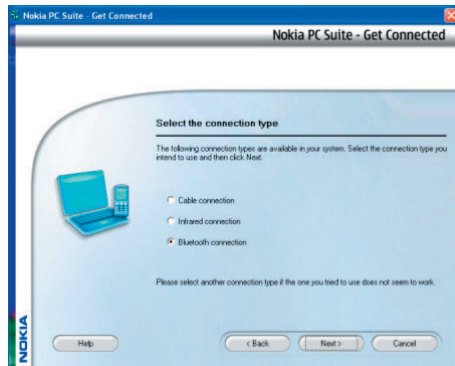 Nokia PC Suite - Get Connected
Nokia PC Suite - Get Connected
Select the connection type
The following connection types are available in your system. Select the connection type you
intend to use and then click Next.
Cable connection
Infrared connection
Bluetooth connection
Please select another connection type if the one you tried to use does not seem to work.
NOKIA
Help
< Back
Next >
Cancel